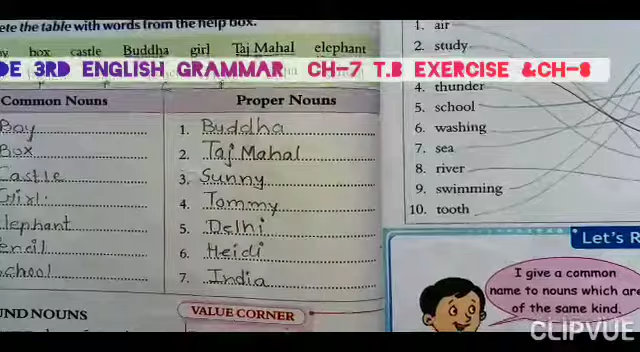 ete the table with words from the help box.
box castle Buddha girl Taj Mahal elephant
DE 3RD ENGLISH GRAMMAR CH-7 T.B EXERCISE &CH-8
Common Nouns
Proper Nouns
Boy
Box
Castle
Girl.
Elephant
encil
School
1. Buddha
2. Taj Mahal
3. Sunny
4. Tommy
5. Delhi
6. Heidi
7. India
UND NOUNS
VALUE CORNER
1. air
2. study
4. thunder
5. school
6. washing
7. sea
8. river
9. swimming
10. tooth
Let's R
I give a common
name to nouns which are
of the same kind.
CLIPVUE